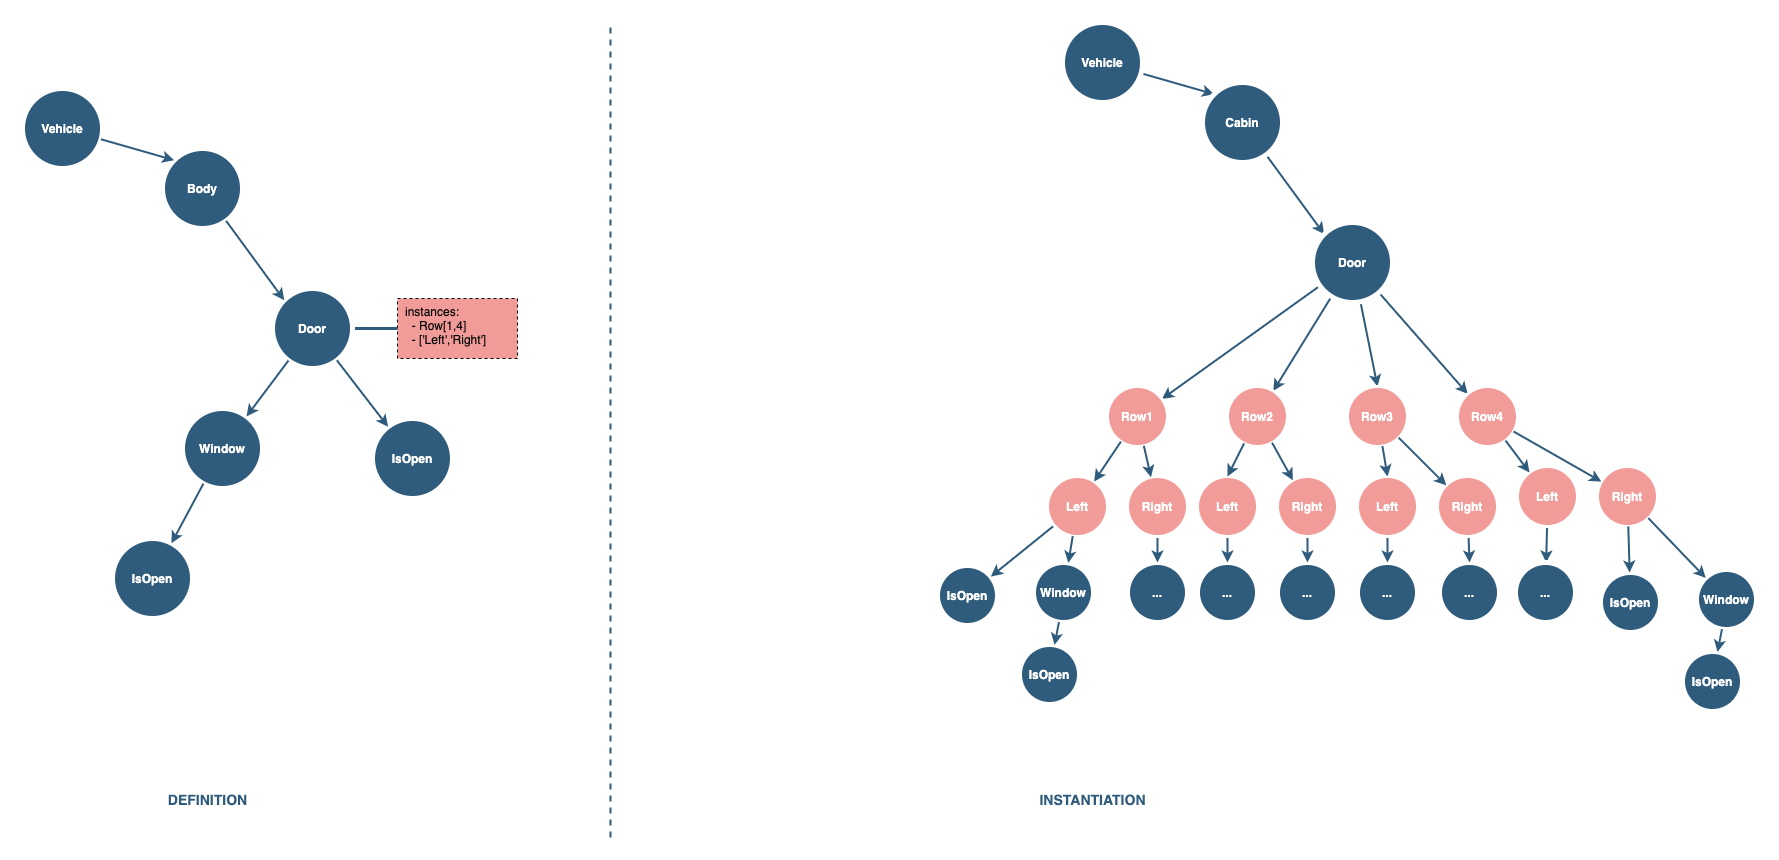 Vehicle
Body
Door
instances:
- Row[1,4]
- ['Left','Right']
Window
IsOpen
IsOpen
DEFINITION
Vehicle
Cabin
Door
Row1
Row2
Row3
Row4
Left
Right
Left
Right
Left
Right
Left
Right
IsOpen
Window
...
...
...
...
...
...
IsOpen
Window
IsOpen
IsOpen
INSTANTIATION